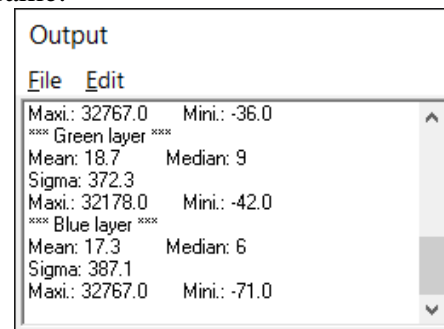 Output
File Edit
Maxi.: 32767.0 Mini.: -36.0
*** Green layer ***
Mean: 18.7 Median: 9
Sigma: 372.3
Maxi.: 32178.0 Mini.: -42.0
*** Blue layer ***
Mean: 17.3 Median: 6
Sigma: 387.1
Maxi.: 32767.0 Mini.: -71.0